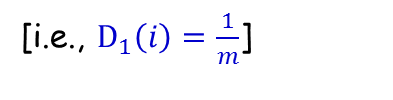 [i.e., D₁(i) = 1/m]